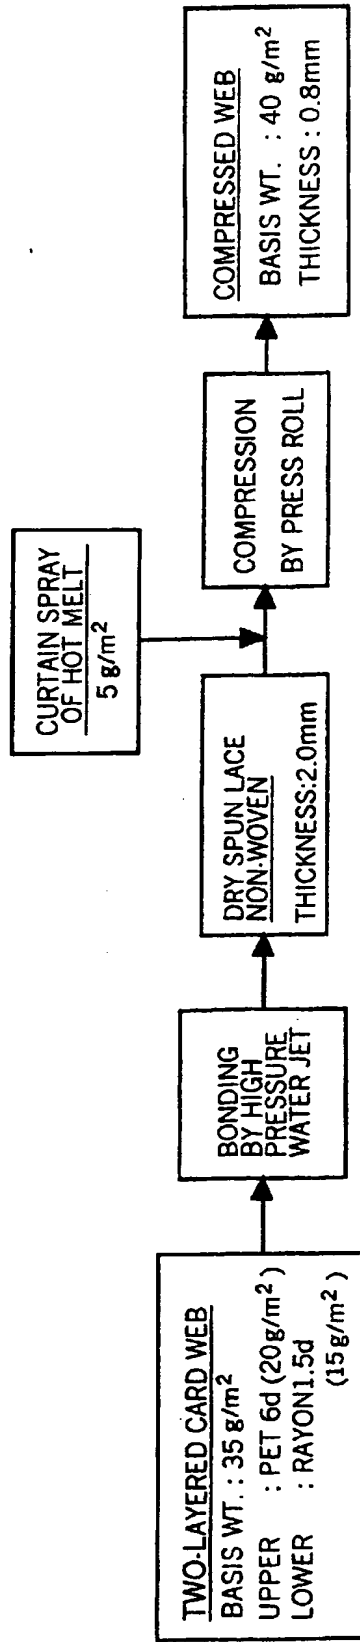 TWO-LAYERED CARD WEB
BASIS WT. : 35 g/m²
UPPER : PET 6d (20g/m²)
LOWER : RAYON1.5d
(15g/m²)
BONDING
BY HIGH
PRESSURE
WATER JET
DRY SPUN LACE
NON-WOVEN
THICKNESS:2.0mm
CURTAIN SPRAY
OF HOT MELT
5 g/m²
COMPRESSION
BY PRESS ROLL
COMPRESSED WEB
BASIS WT. : 40 g/m²
THICKNESS : 0.8mm